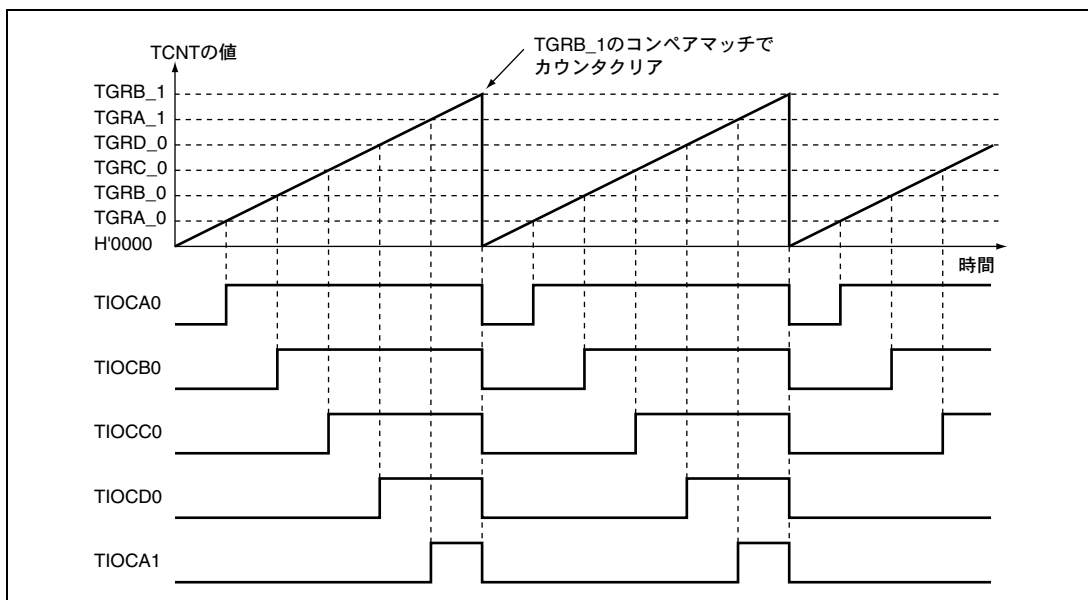 TCNTの値
TGRB_1のコンペアマッチで
カウンタクリア
TGRB_1
TGRA_1
TGRD_0
TGRC_0
TGRB_0
TGRA_0
H'0000
時間
TIOCA0
TIOCB0
TIOCC0
TIOCD0
TIOCA1